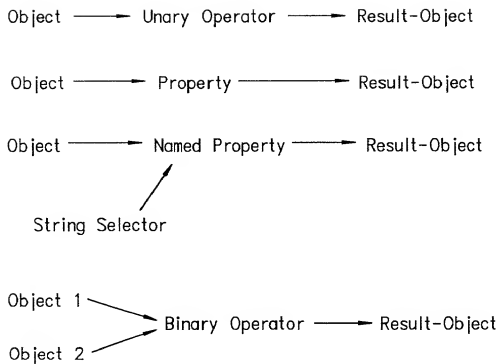 Object Unary Operator Result-Object
Object Property Result-Object
Object Named Property Result-Object
String Selector
Object 1
Binary Operator Result-Object
Object 2